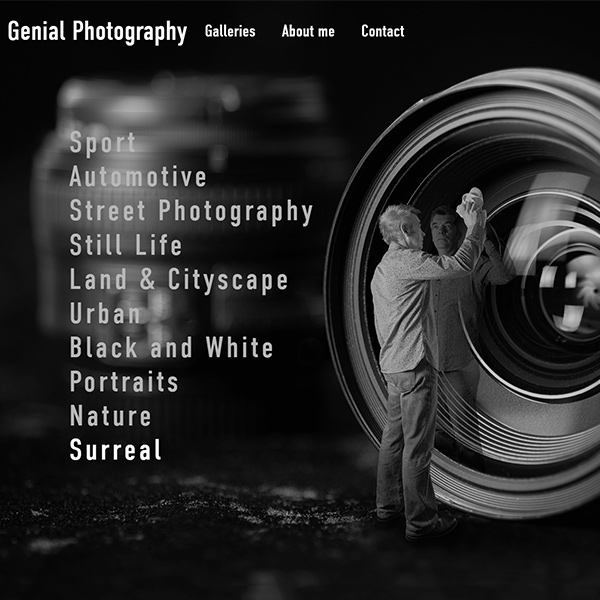 Genial Photography Galleries About me Contact
Sport
Automotive
Street Photography
Still Life
Land & Cityscape
Urban
Black and White
Portraits
Nature
Surreal